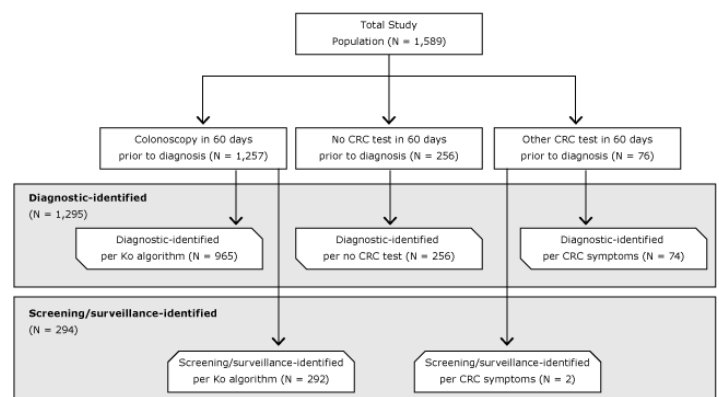 Total Study
Population (N = 1,589)
Colonoscopy in 60 days
prior to diagnosis (N = 1,257)
No CRC test in 60 days
prior to diagnosis (N = 256)
Other CRC test in 60 days
prior to diagnosis (N = 76)
Diagnostic-identified
(N = 1,295)
Diagnostic-identified
per Ko algorithm (N = 965)
Diagnostic-identified
per no CRC test (N = 256)
Diagnostic-identified
per CRC symptoms (N = 74)
Screening/surveillance-identified
(N = 294)
Screening/surveillance-identified
per Ko algorithm (N = 292)
Screening/surveillance-identified
per CRC symptoms (N = 2)